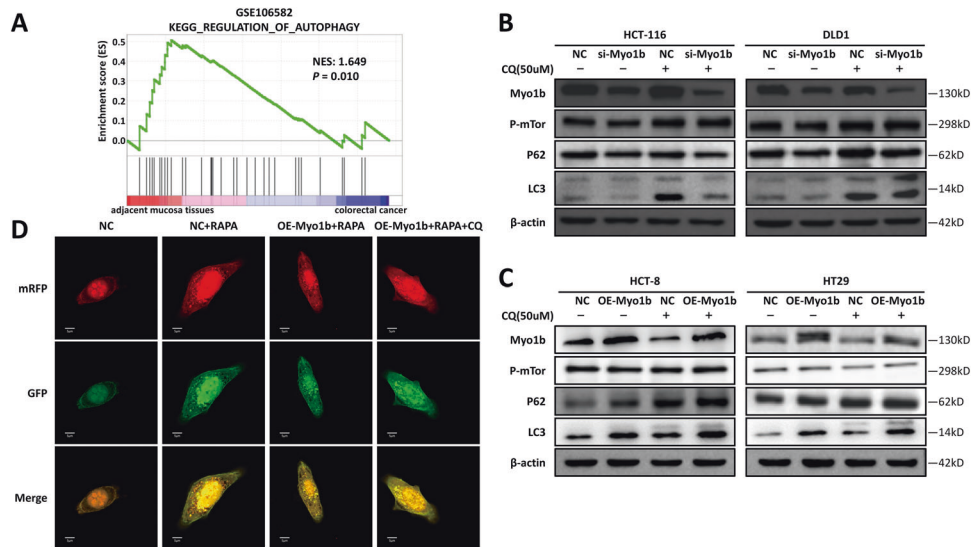 A
GSE106582
KEGG_REGULATION_OF_AUTOPHAGY
Enrichment score (ES)
0.5
0.4
0.3
0.2
0.1
0.0
NES: 1.649
P = 0.010
adjacent mucosa tissues colorectal cancer
B
HCT-116 DLD1
NC si-Myo1b NC si-Myo1b NC si-Myo1b NC si-Myo1b
CQ(50uM) – – + + – – + +
Myo1b —130kD
P-mTor —298kD
P62 —62kD
LC3 —14kD
β-actin —42kD
C
HCT-8 HT29
NC OE-Myo1b NC OE-Myo1b NC OE-Myo1b NC OE-Myo1b
CQ(50uM) – – + + – – + +
Myo1b —130kD
P-mTor —298kD
P62 —62kD
LC3 —14kD
β-actin —42kD
D
NC NC+RAPA OE-Myo1b+RAPA OE-Myo1b+RAPA+CQ
mRFP
GFP
Merge